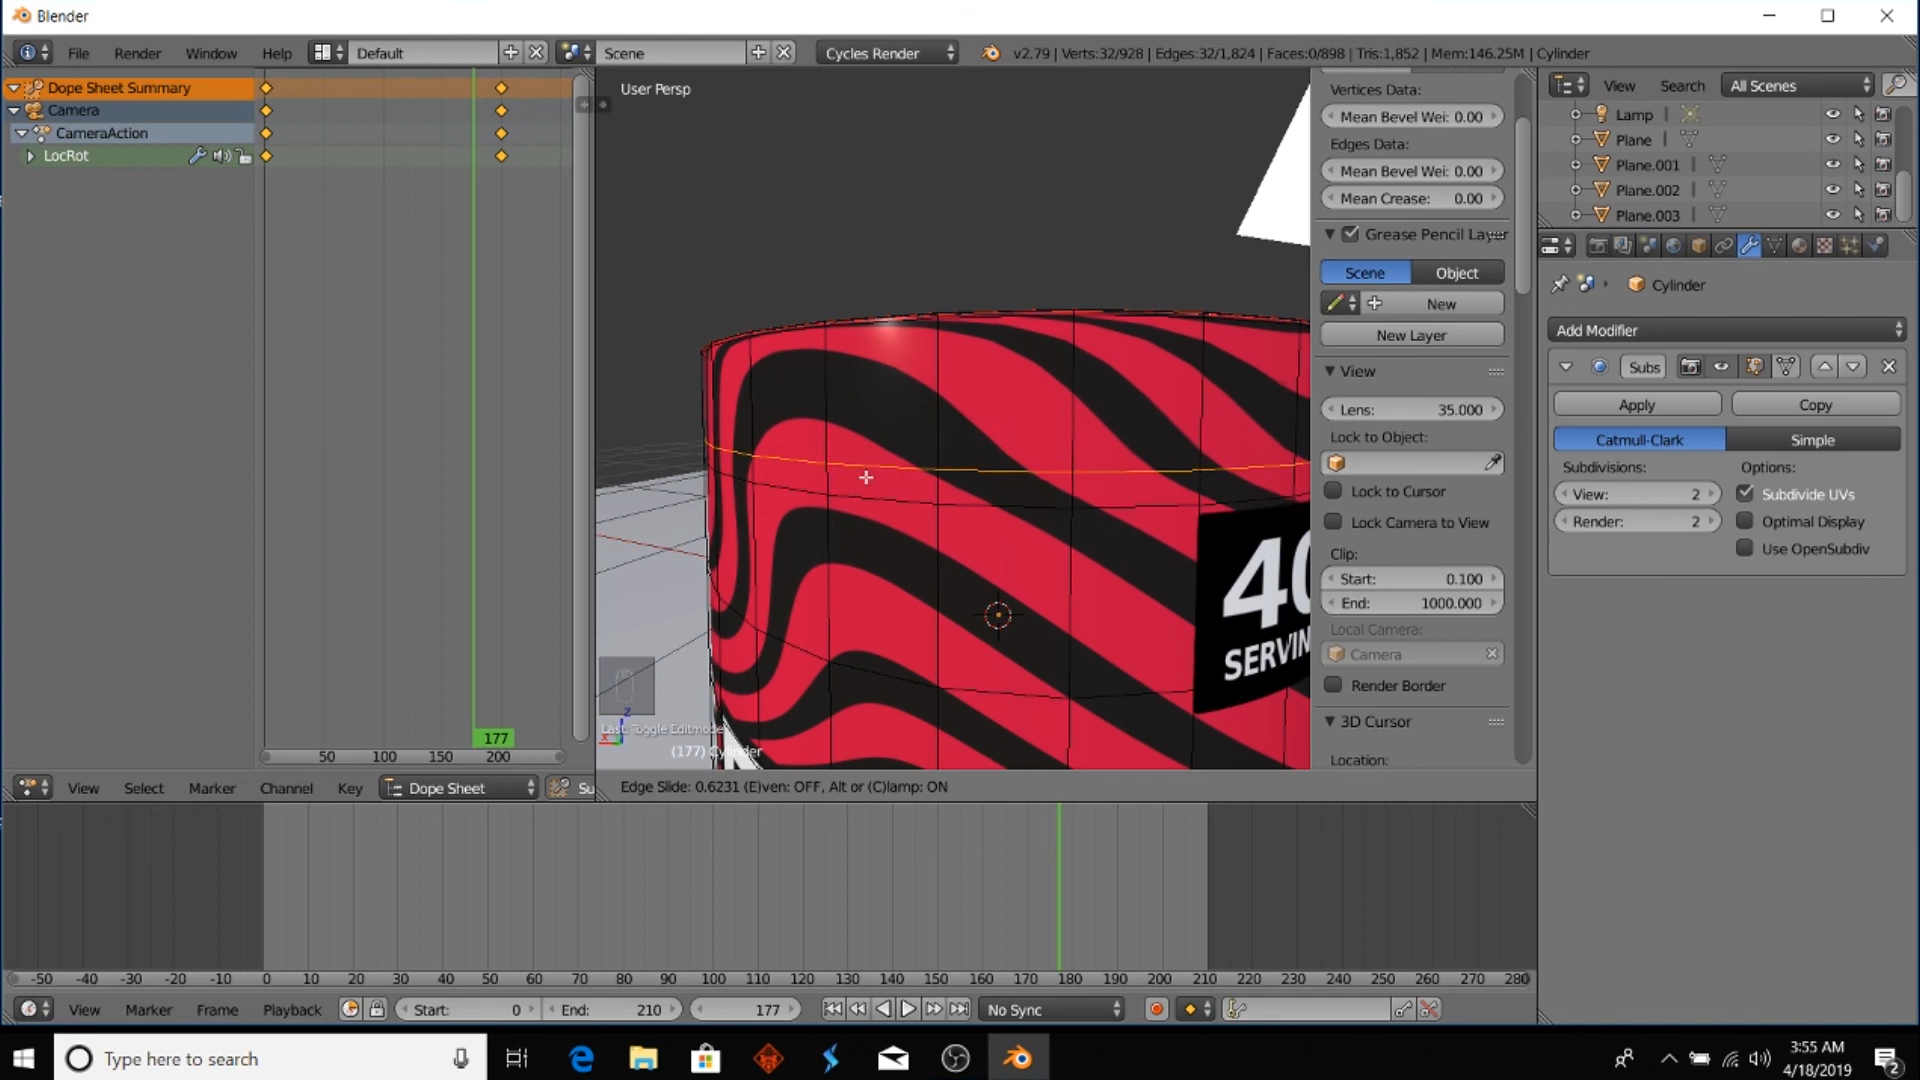 Blender
File Render Window Help Default Scene Cycles Render v2.79 | Verts:32/928 | Edges:32/1,824 | Faces:0/898 | Tris:1,852 | Mem:146.25M | Cylinder
Dope Sheet Summary
Camera
CameraAction
LocRot
177
50 100 150 200
View Select Marker Channel Key Dope Sheet Su
User Persp
40
SERVIN
Last: Toggle Editmode
(177) Cylinder
Edge Slide: 0.6231 (E)ven: OFF, Alt or (C)lamp: ON
Vertices Data:
Mean Bevel Wei: 0.00
Edges Data:
Mean Bevel Wei: 0.00
Mean Crease: 0.00
Grease Pencil Layer
Scene Object
New
New Layer
View
Lens: 35.000
Lock to Object:
Lock to Cursor
Lock Camera to View
Clip:
Start: 0.100
End: 1000.000
Local Camera:
Camera
Render Border
3D Cursor
Location:
View Search All Scenes
Lamp
Plane
Plane.001
Plane.002
Plane.003
Cylinder
Add Modifier
Subs
Apply Copy
Catmull-Clark Simple
Subdivisions: Options:
View: 2 Subdivide UVs
Render: 2 Optimal Display
Use OpenSubdiv
-50 -40 -30 -20 -10 0 10 20 30 40 50 60 70 80 90 100 110 120 130 140 150 160 170 180 190 200 210 220 230 240 250 260 270 280
View Marker Frame Playback Start: 0 End: 210 177 No Sync
Type here to search
3:55 AM
4/18/2019
2